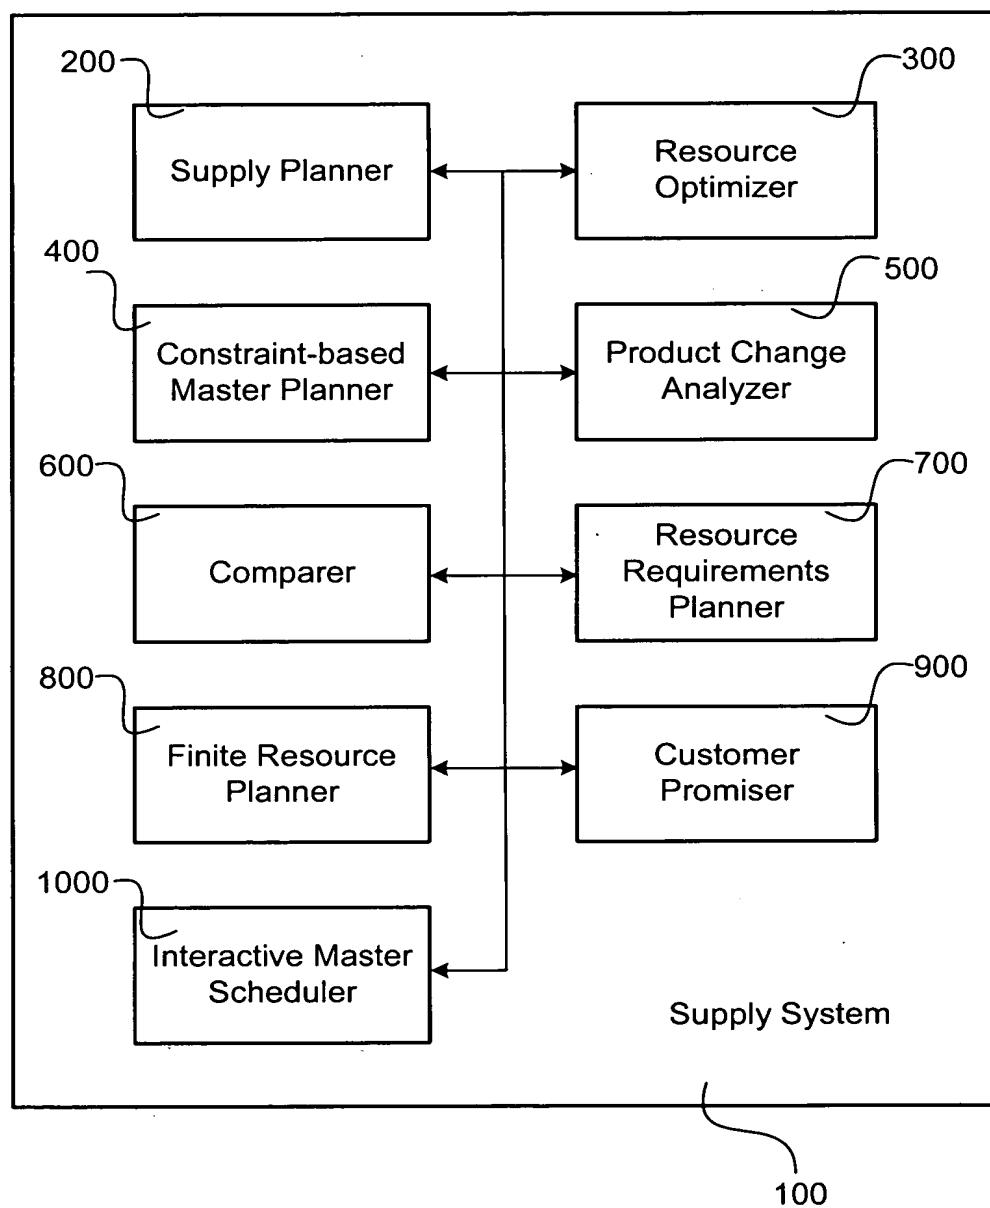 200
300
Supply Planner
Resource
Optimizer
400
500
Constraint-based
Master Planner
Product Change
Analyzer
600
700
Comparer
Resource
Requirements
Planner
800
900
Finite Resource
Planner
Customer
Promiser
1000
Interactive Master
Scheduler
Supply System
100